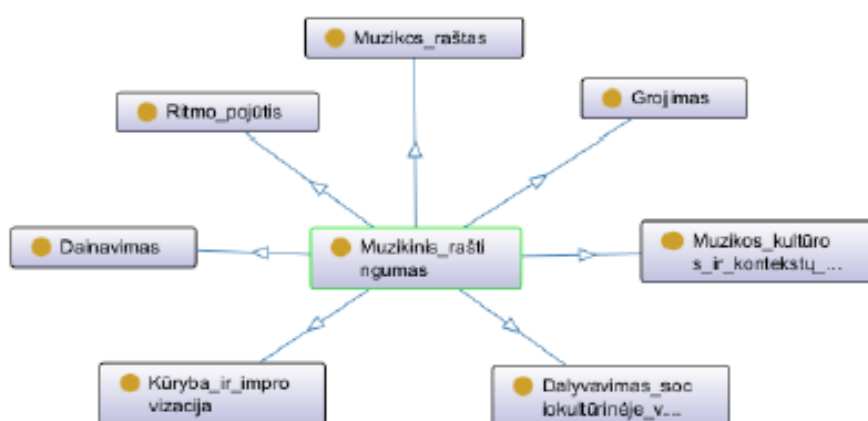 Muzikos_raštas
Ritmo_pojūtis
Grojimas
Dainavimas
Muzikinis_rašti
ngumas
Muzikos_kultūro
s_ir_kontekstų_...
Kūryba_ir_impro
vizacija
Dalyvavimas_soc
iokultūrinėje_v...